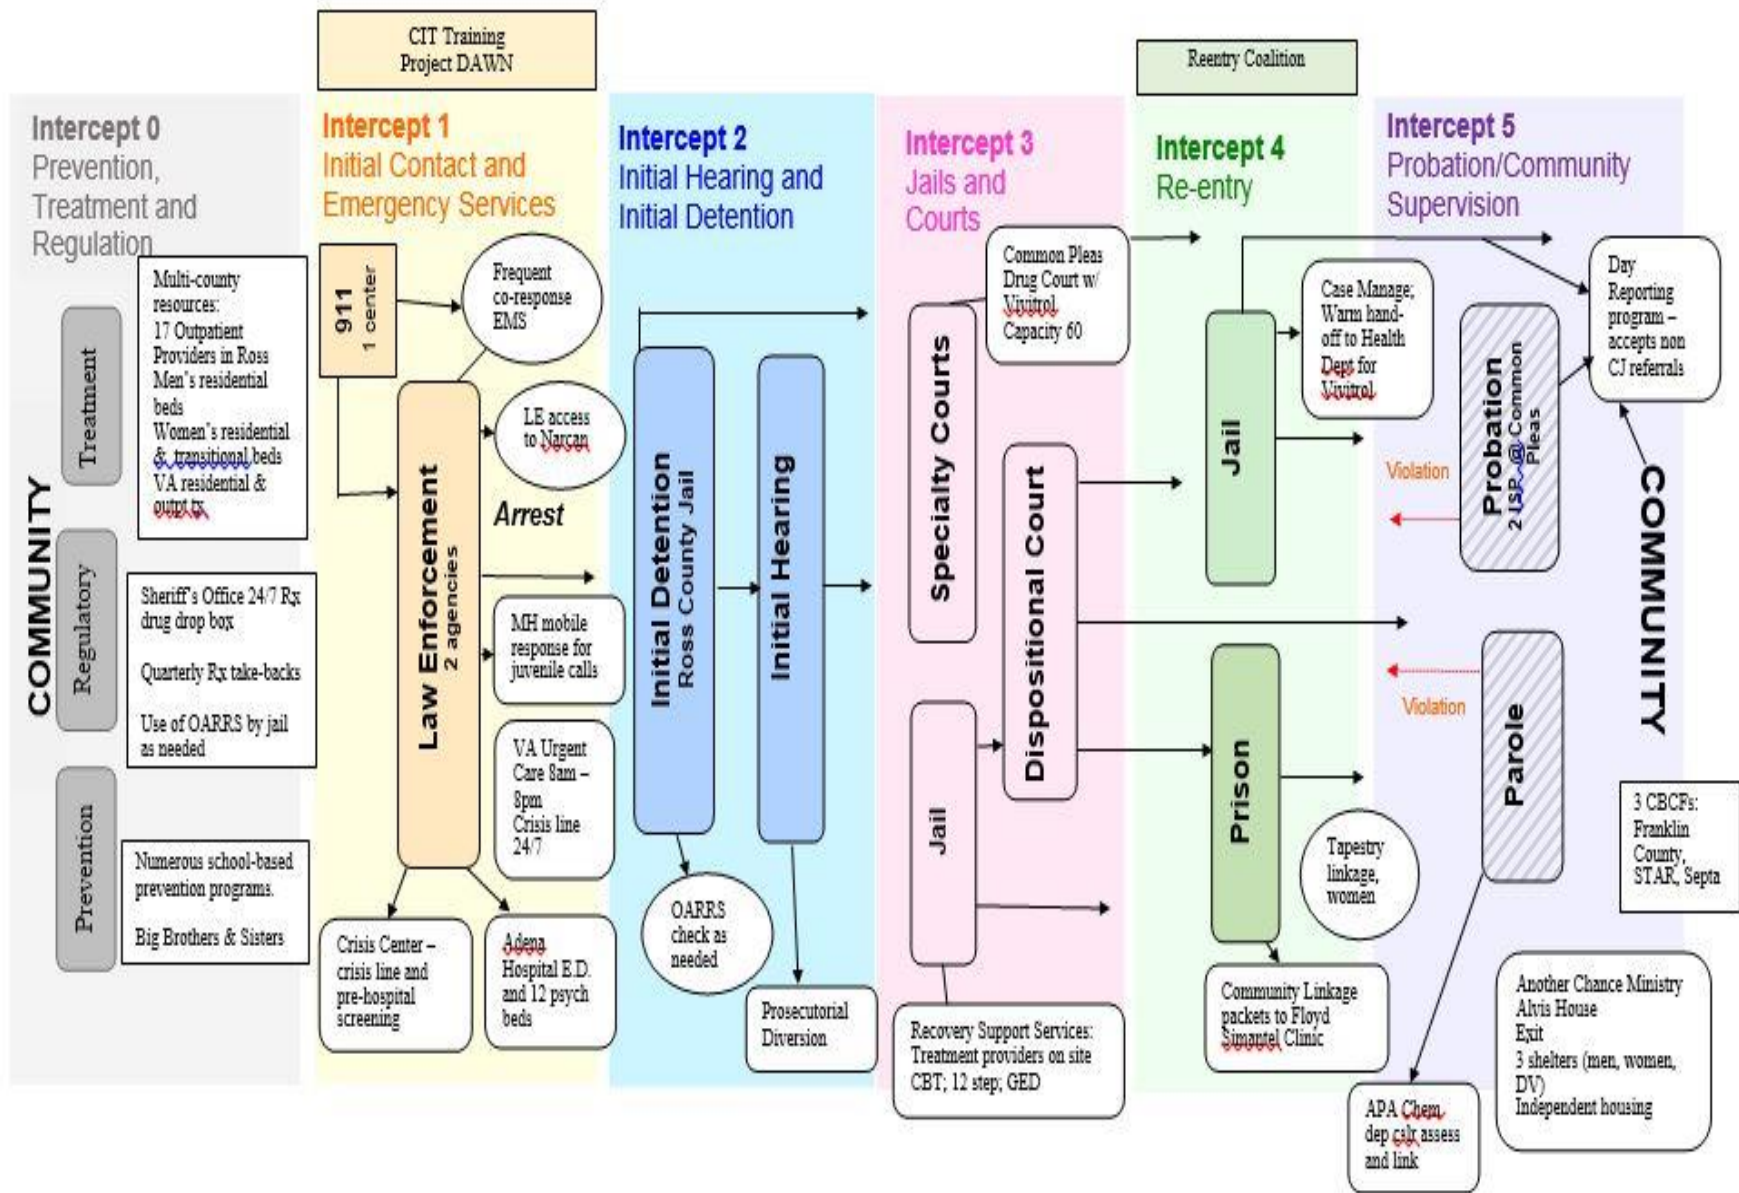 CIT Training
Project DAWN
Reentry Coalition
Intercept 0
Prevention,
Treatment and
Regulation
COMMUNITY
Treatment
Multi-county
resources:
17 Outpatient
Providers in Ross
Men's residential
beds
Women's residential
& transitional beds
VA residential &
outpt tx
Regulatory
Sheriff's Office 24/7 Rx
drug drop box
Quarterly Rx take-backs
Use of OARRS by jail
as needed
Prevention
Numerous school-based
prevention programs.
Big Brothers & Sisters
Intercept 1
Initial Contact and
Emergency Services
911
1 center
Frequent
co-response
EMS
Law Enforcement
2 agencies
LE access
to Narcan
Arrest
MH mobile
response for
juvenile calls
VA Urgent
Care 8am –
8pm
Crisis line
24/7
Crisis Center –
crisis line and
pre-hospital
screening
Adena
Hospital E.D.
and 12 psych
beds
Intercept 2
Initial Hearing and
Initial Detention
Initial Detention
Ross County Jail
Initial Hearing
OARRS
check as
needed
Prosecutorial
Diversion
Intercept 3
Jails and
Courts
Common Pleas
Drug Court w/
Vivitrol
Capacity 60
Specialty Courts
Dispositional Court
Jail
Recovery Support Services:
Treatment providers on site
CBT; 12 step; GED
Intercept 4
Re-entry
Jail
Case Manage;
Warm hand-
off to Health
Dept for
Vivitrol
Prison
Tapestry
linkage,
women
Community Linkage
packets to Floyd
Simantel Clinic
Intercept 5
Probation/Community
Supervision
Day
Reporting
program –
accepts non
CJ referrals
Probation
2 ISP @ Common
Pleas
Violation
Violation
Parole
COMMUNITY
3 CBCFs:
Franklin
County,
STAR, Septa
Another Chance Ministry
Alvis House
Exit
3 shelters (men, women,
DV)
Independent housing
APA Chem
dep cslr assess
and link